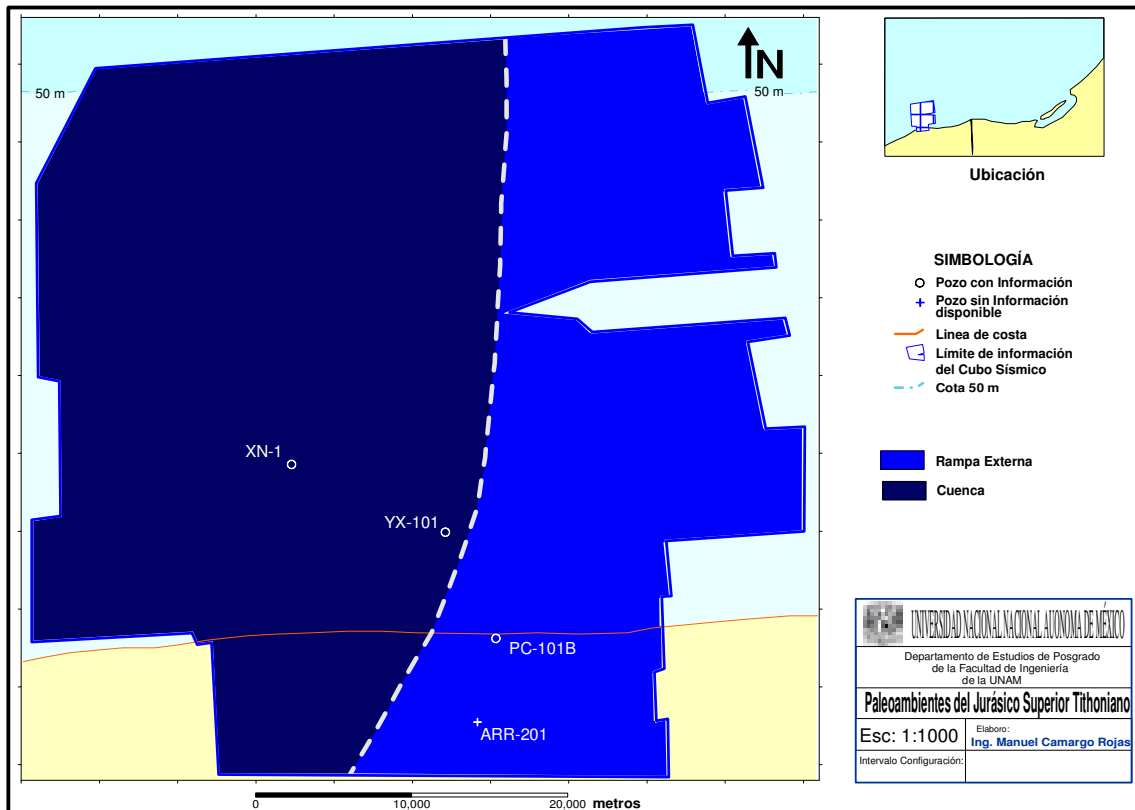 50 m
50 m
N
XN-1
YX-101
PC-101B
ARR-201
0
10,000
20,000
metros
Ubicación
SIMBOLOGÍA
Pozo con Información
Pozo sin Información
disponible
Linea de costa
Límite de información
del Cubo Sísmico
Cota 50 m
Rampa Externa
Cuenca
UNIVERSIDAD NACIONAL NACIONAL AUONOMA DE MÉXICO
Departamento de Estudios de Posgrado
de la Facultad de Ingeniería
de la UNAM
Paleoambientes del Jurásico Superior Tithoniano
Esc: 1:1000
Elaboro:
Ing. Manuel Camargo Rojas
Intervalo Configuración: